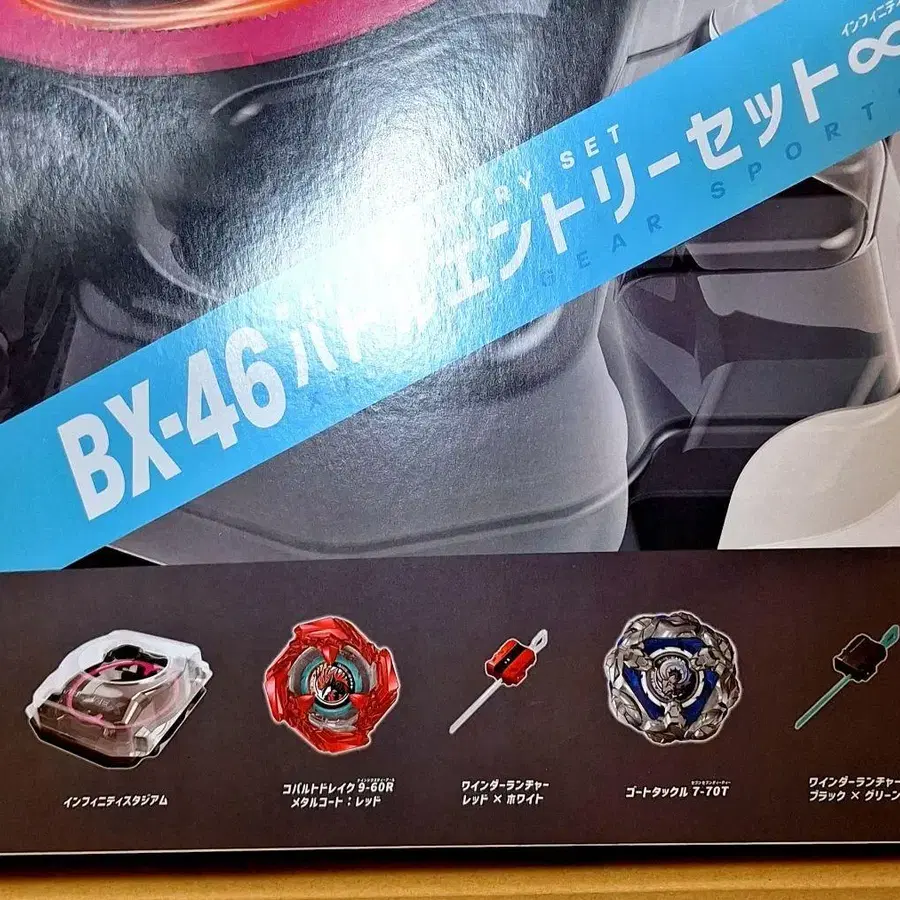 インフィニティ
BX-46 バトルエントリーセット∞
ENTRY SET
GEAR SPORTS
インフィニティスタジアム
コバルトドレイク 9-60R
メタルコート：レッド
ワインダーランチャー
レッド × ホワイト
ゴートタックル 7-70T
ワインダーランチャー
ブラック × グリーン